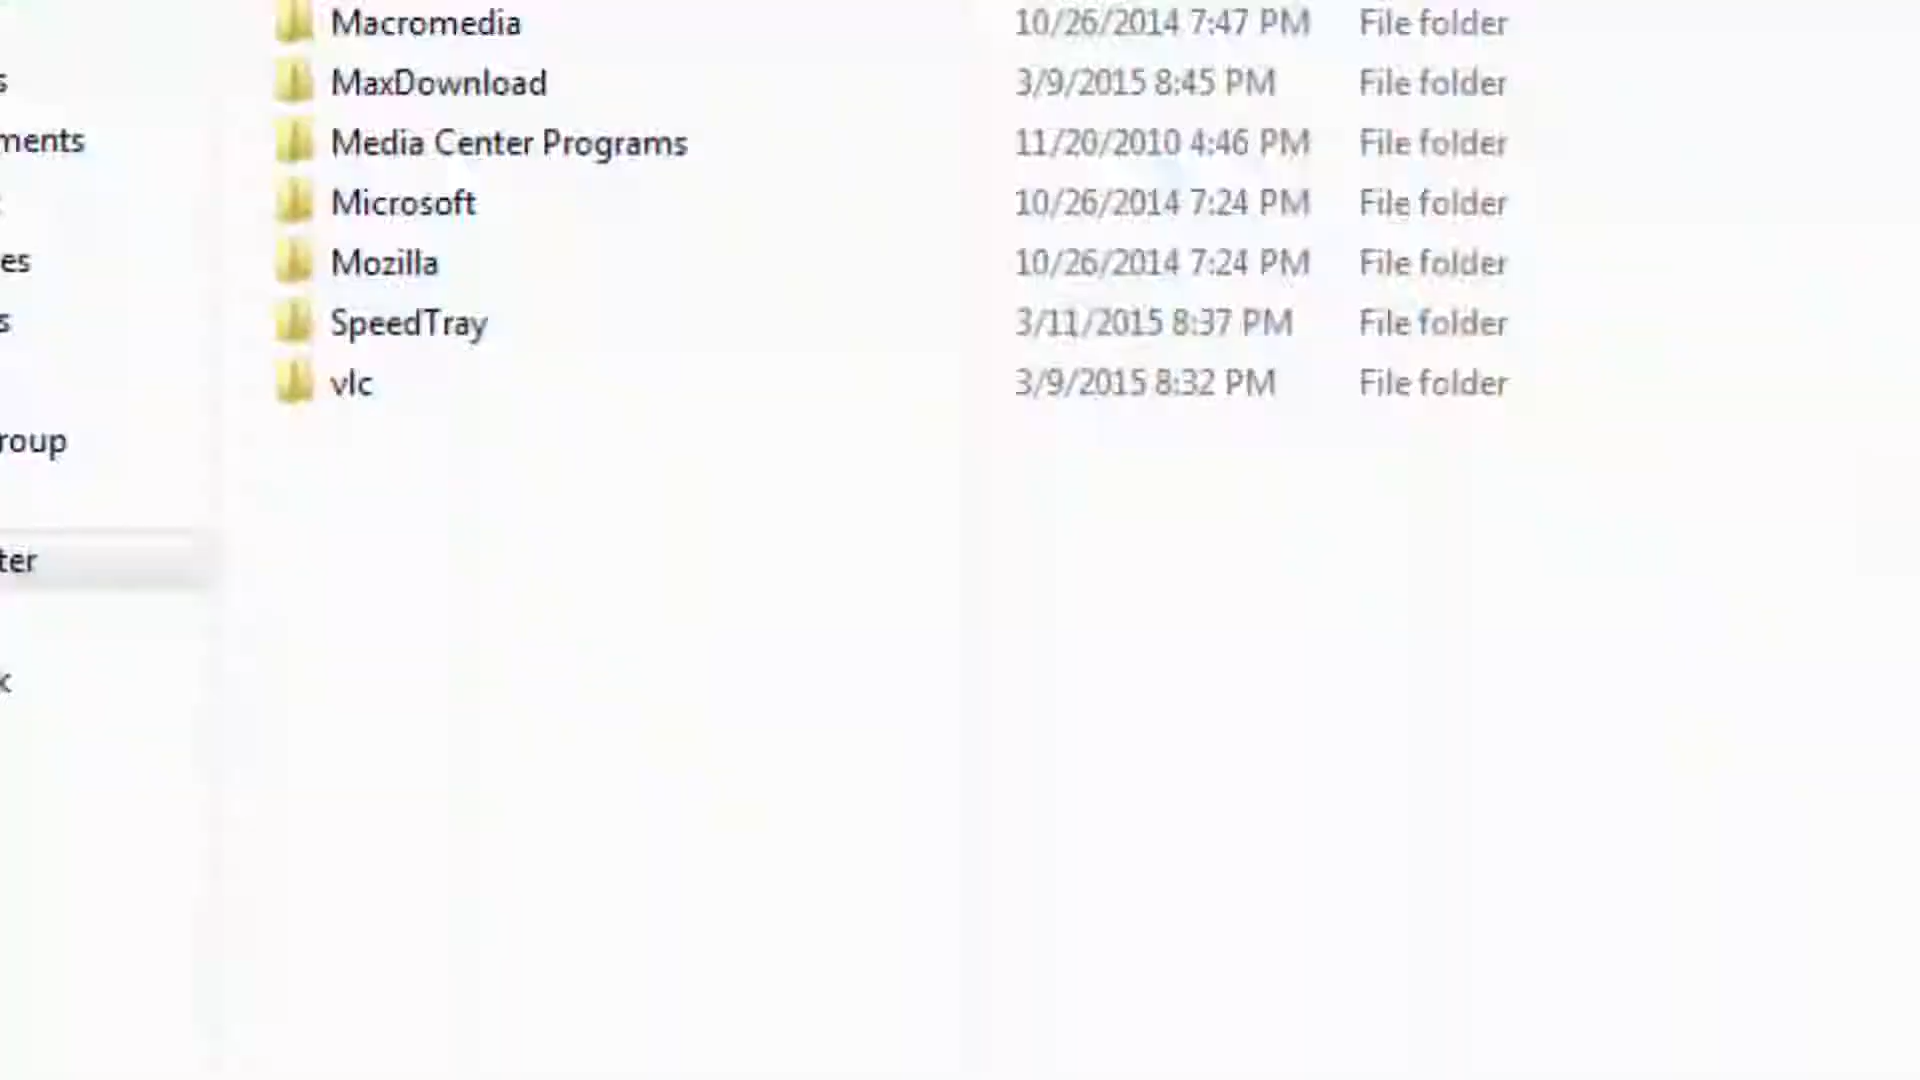 Macromedia 10/26/2014 7:47 PM File folder
s MaxDownload 3/9/2015 8:45 PM File folder
ments Media Center Programs 11/20/2010 4:46 PM File folder
Microsoft 10/26/2014 7:24 PM File folder
es Mozilla 10/26/2014 7:24 PM File folder
s SpeedTray 3/11/2015 8:37 PM File folder
vlc 3/9/2015 8:32 PM File folder
roup
ter
k